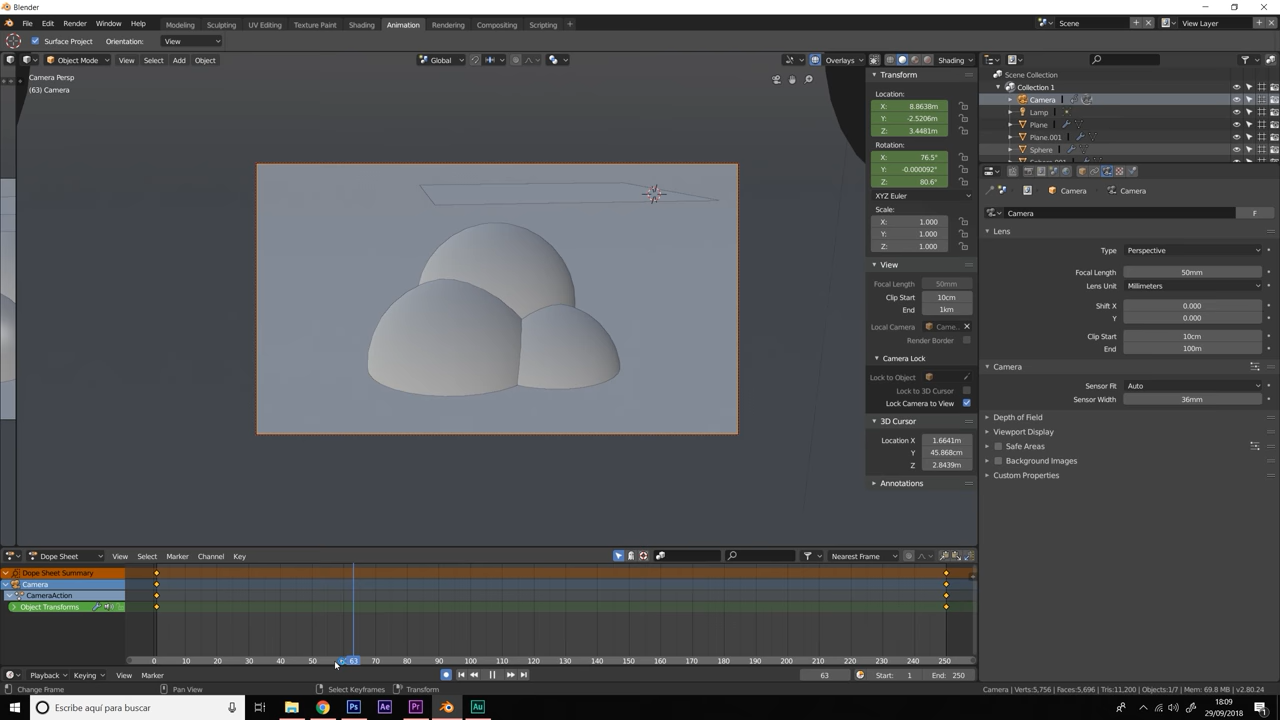 Blender
File Edit Render Window Help Modeling Sculpting UV Editing Texture Paint Shading Animation Rendering Compositing Scripting + Scene View Layer
Surface Project Orientation: View
Object Mode View Select Add Object Global Overlays Shading
Camera Persp
(63) Camera
Transform
Location:
X: 8.8638m
Y: -2.5206m
Z: 3.4481m
Rotation:
X: 76.5°
Y: -0.000092°
Z: 80.6°
XYZ Euler
Scale:
X: 1.000
Y: 1.000
Z: 1.000
View
Focal Length 50mm
Clip Start 10cm
End 1km
Local Camera Came..
Render Border
Camera Lock
Lock to Object
Lock to 3D Cursor
Lock Camera to View
3D Cursor
Location X 1.6641m
Y 45.868cm
Z 2.8439m
Annotations
Scene Collection
Collection 1
Camera
Lamp
Plane
Plane.001
Sphere
Camera Camera
Camera F
Lens
Type Perspective
Focal Length 50mm
Lens Unit Millimeters
Shift X 0.000
Y 0.000
Clip Start 10cm
End 100m
Camera
Sensor Fit Auto
Sensor Width 36mm
Depth of Field
Viewport Display
Safe Areas
Background Images
Custom Properties
Dope Sheet View Select Marker Channel Key Nearest Frame
Dope Sheet Summary
Camera
CameraAction
Object Transforms
0 10 20 30 40 50 63 70 80 90 100 110 120 130 140 150 160 170 180 190 200 210 220 230 240 250
Playback Keying View Marker 63 Start: 1 End: 250
Change Frame Pan View Select Keyframes Transform Camera | Verts:5,756 | Faces:5,696 | Tris:11,200 | Objects:1/7 | Mem: 69.8 MB | v2.80.24
Escribe aquí para buscar Ps Ae Pr Au 18:09
29/09/2018